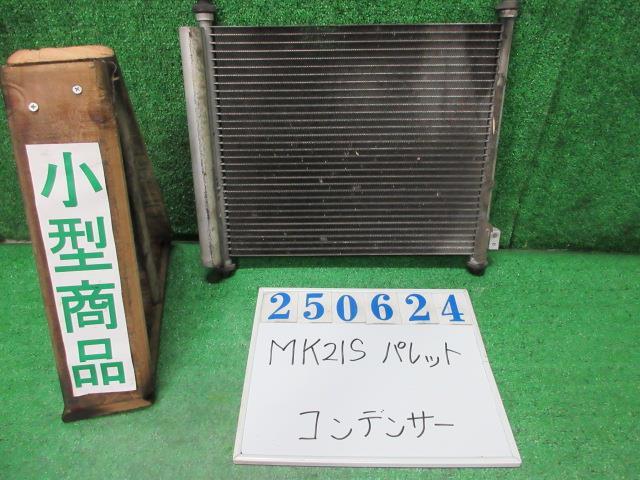 小型商品
250624
MK21S パレット
コンデンサー